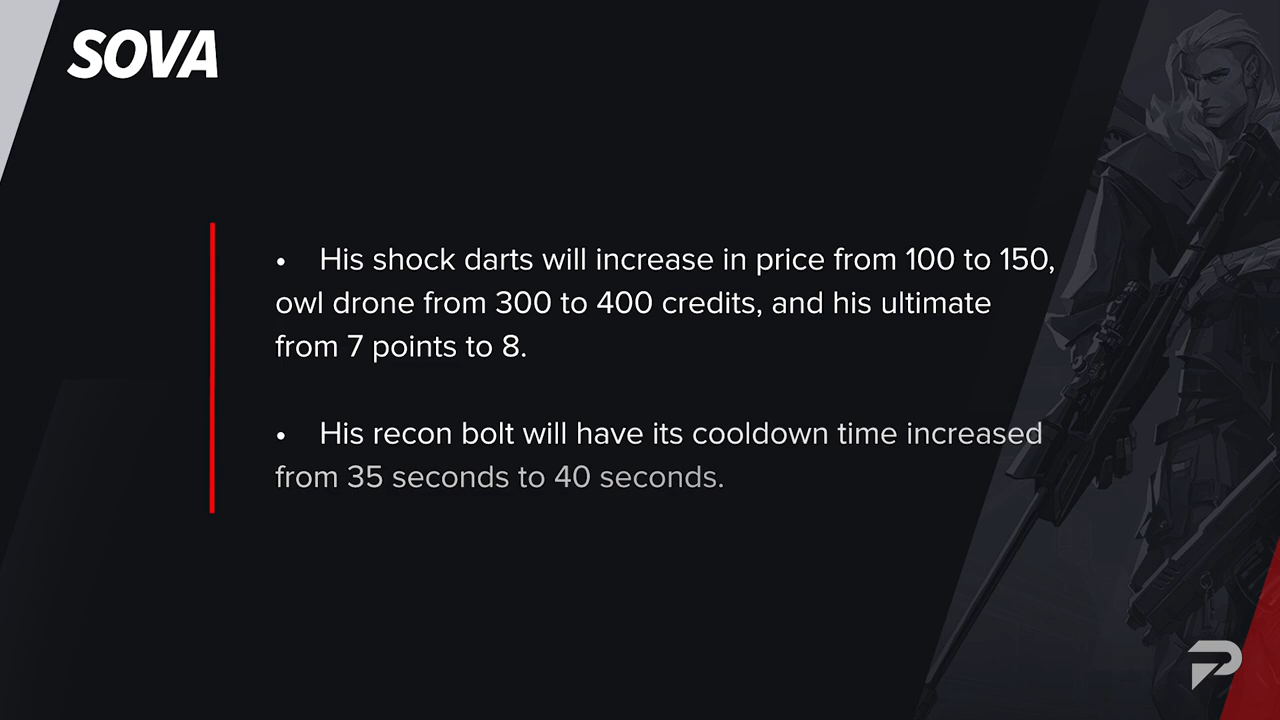 SOVA
• His shock darts will increase in price from 100 to 150,
owl drone from 300 to 400 credits, and his ultimate
from 7 points to 8.
• His recon bolt will have its cooldown time increased
from 35 seconds to 40 seconds.